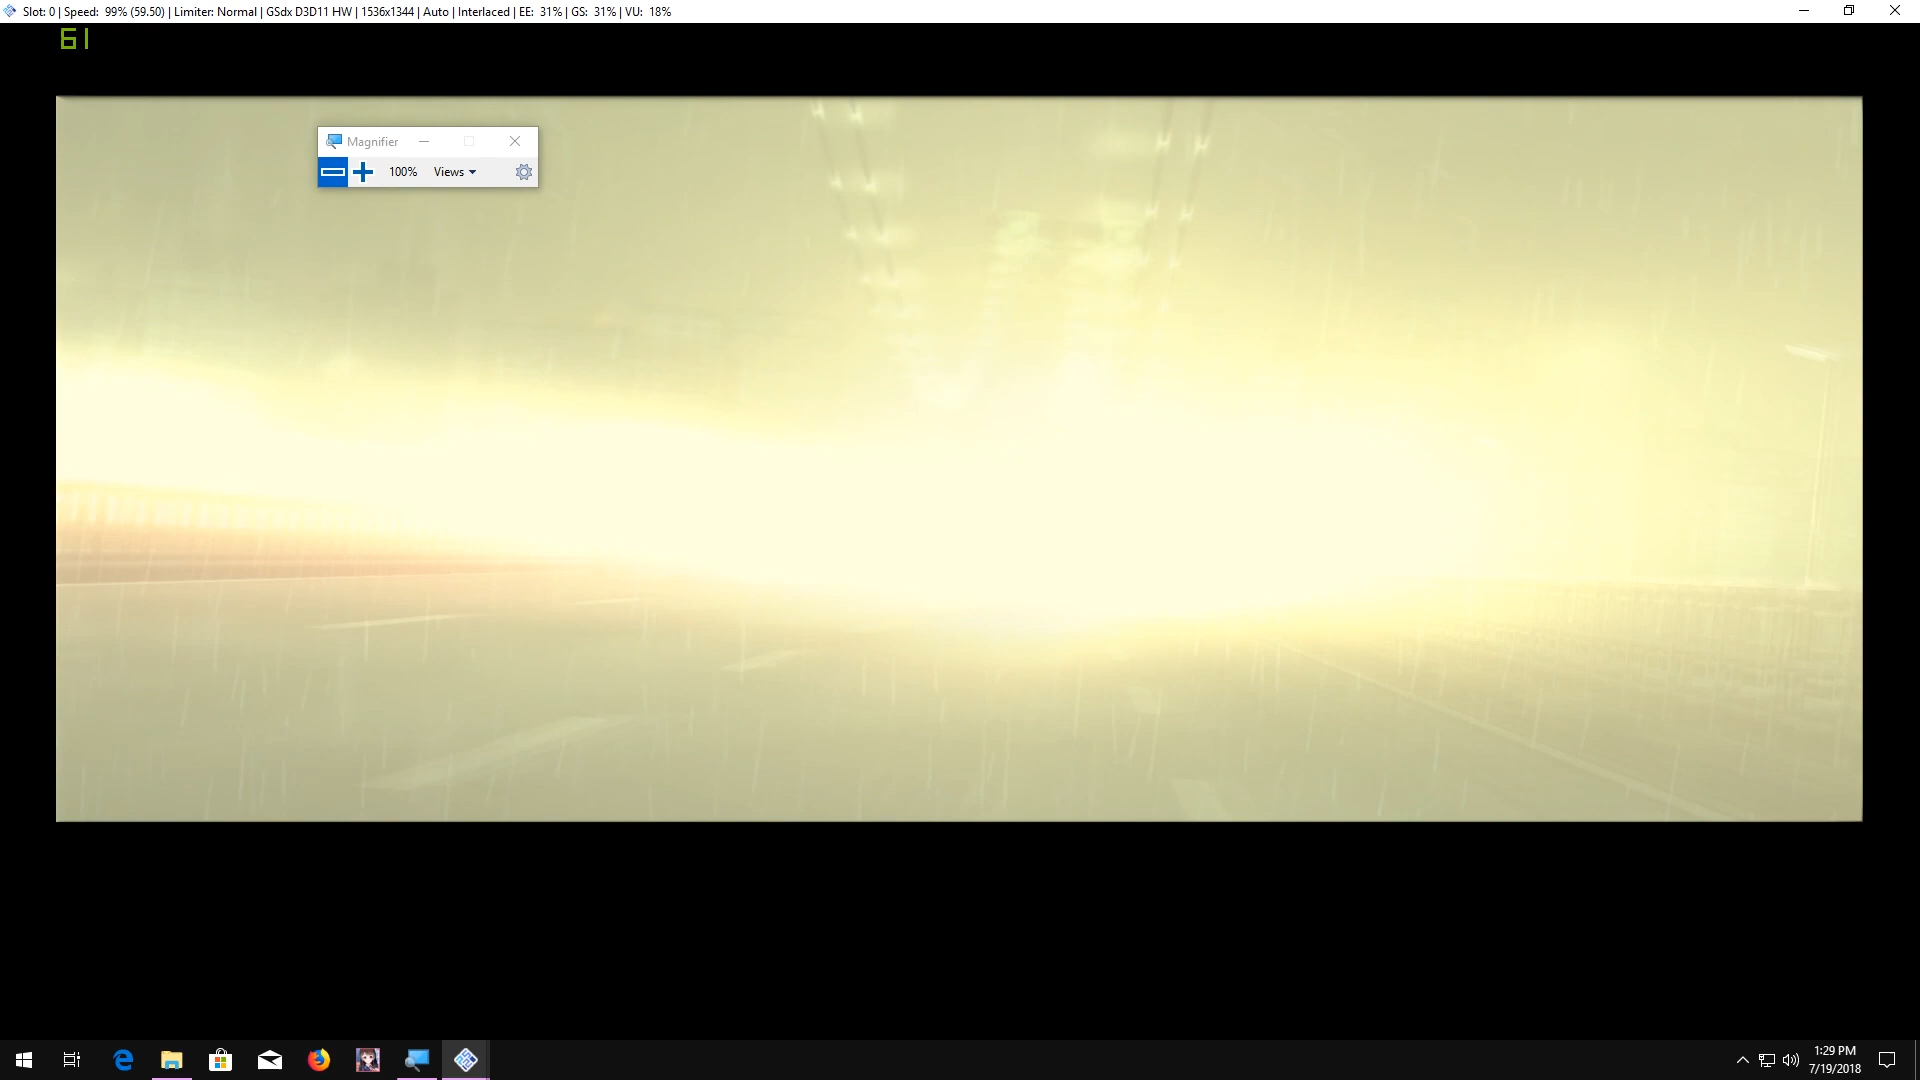 Slot: 0 | Speed: 99% (59.50) | Limiter: Normal | GSdx D3D11 HW | 1536x1344 | Auto | Interlaced | EE: 31% | GS: 31% | VU: 18%
61
Magnifier
100% Views
1:29 PM
7/19/2018